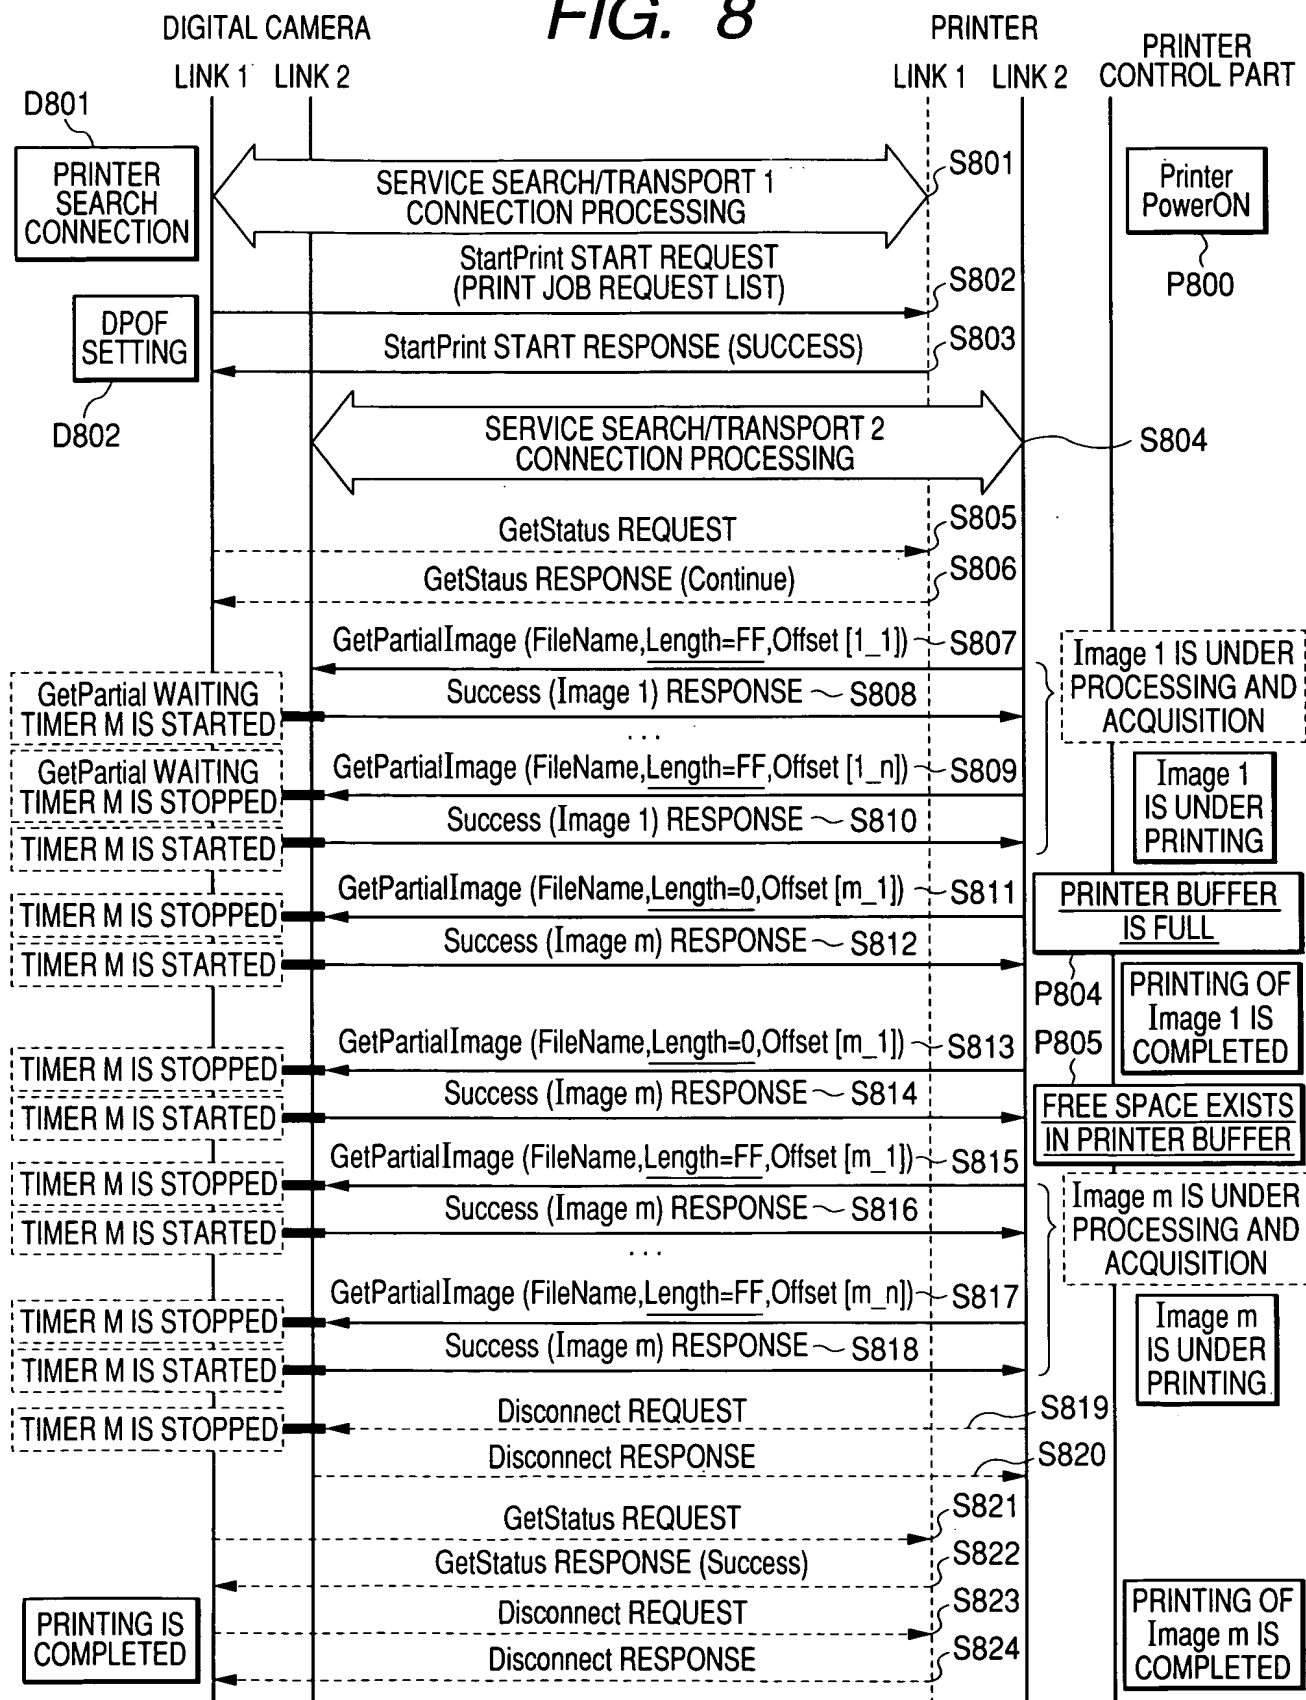 FIG. 8
DIGITAL CAMERA
PRINTER
PRINTER
CONTROL PART
LINK 1
LINK 2
LINK 1
LINK 2
D801
PRINTER
SEARCH
CONNECTION
SERVICE SEARCH/TRANSPORT 1
CONNECTION PROCESSING
S801
Printer
PowerON
P800
StartPrint START REQUEST
(PRINT JOB REQUEST LIST)
S802
DPOF
SETTING
D802
StartPrint START RESPONSE (SUCCESS)
S803
SERVICE SEARCH/TRANSPORT 2
CONNECTION PROCESSING
S804
GetStatus REQUEST
S805
GetStaus RESPONSE (Continue)
S806
GetPartialImage (FileName,Length=FF,Offset [1_1])
S807
Image 1 IS UNDER
PROCESSING AND
ACQUISITION
GetPartial WAITING
TIMER M IS STARTED
Success (Image 1) RESPONSE
S808
...
GetPartial WAITING
TIMER M IS STOPPED
GetPartialImage (FileName,Length=FF,Offset [1_n])
S809
Image 1
IS UNDER
PRINTING
TIMER M IS STARTED
Success (Image 1) RESPONSE
S810
TIMER M IS STOPPED
GetPartialImage (FileName,Length=0,Offset [m_1])
S811
PRINTER BUFFER
IS FULL
P804
TIMER M IS STARTED
Success (Image m) RESPONSE
S812
PRINTING OF
Image 1 IS
COMPLETED
TIMER M IS STOPPED
GetPartialImage (FileName,Length=0,Offset [m_1])
S813
P805
TIMER M IS STARTED
Success (Image m) RESPONSE
S814
FREE SPACE EXISTS
IN PRINTER BUFFER
TIMER M IS STOPPED
GetPartialImage (FileName,Length=FF,Offset [m_1])
S815
Image m IS UNDER
PROCESSING AND
ACQUISITION
TIMER M IS STARTED
Success (Image m) RESPONSE
S816
...
TIMER M IS STOPPED
GetPartialImage (FileName,Length=FF,Offset [m_n])
S817
Image m
IS UNDER
PRINTING
TIMER M IS STARTED
Success (Image m) RESPONSE
S818
TIMER M IS STOPPED
Disconnect REQUEST
S819
Disconnect RESPONSE
S820
GetStatus REQUEST
S821
GetStatus RESPONSE (Success)
S822
PRINTING IS
COMPLETED
Disconnect REQUEST
S823
Disconnect RESPONSE
S824
PRINTING OF
Image m IS
COMPLETED